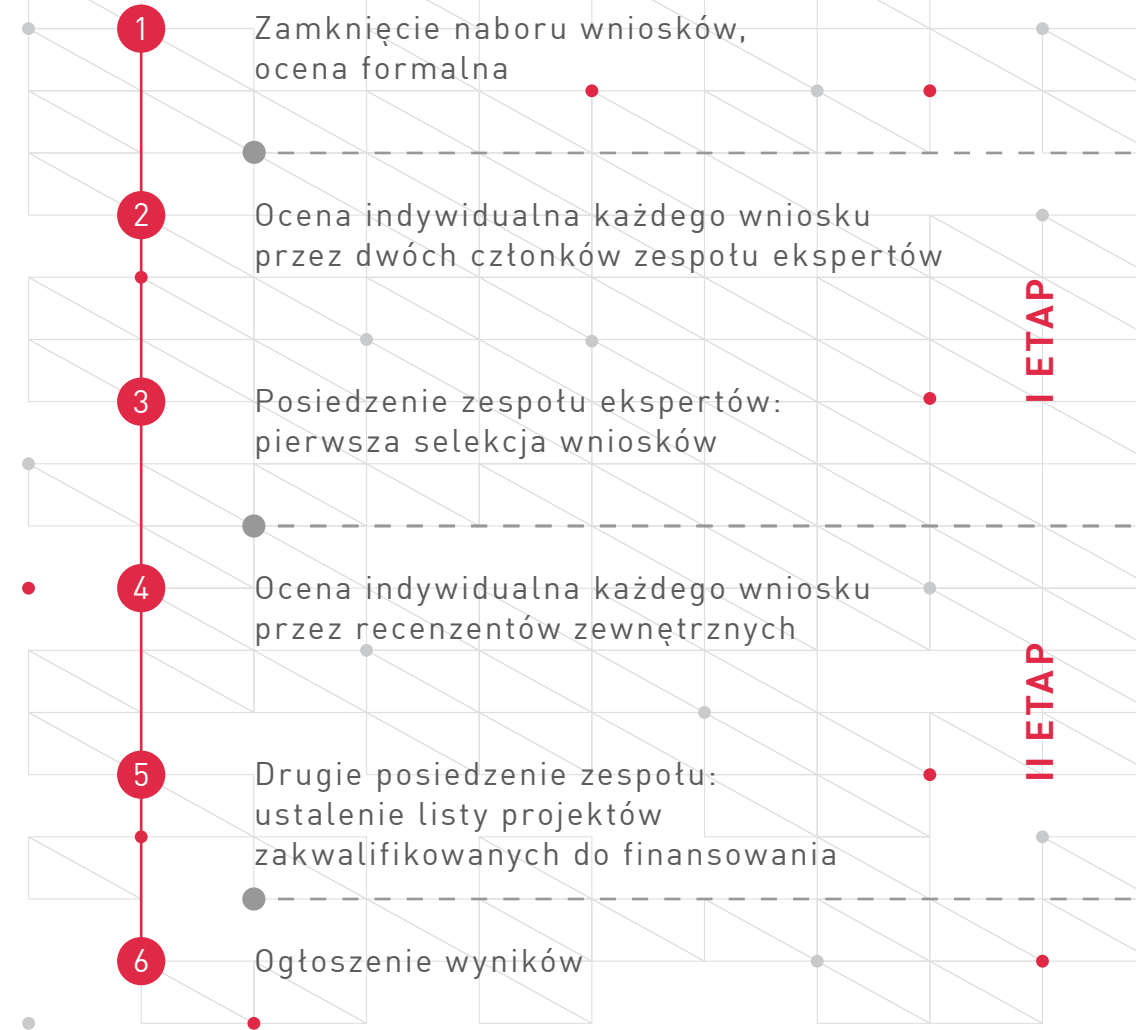 1
Zamknięcie naboru wniosków,
ocena formalna
2
Ocena indywidualna każdego wniosku
przez dwóch członków zespołu ekspertów
I ETAP
3
Posiedzenie zespołu ekspertów:
pierwsza selekcja wniosków
4
Ocena indywidualna każdego wniosku
przez recenzentów zewnętrznych
II ETAP
5
Drugie posiedzenie zespołu:
ustalenie listy projektów
zakwalifikowanych do finansowania
6
Ogłoszenie wyników